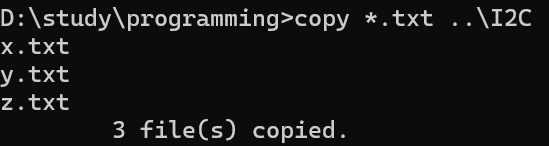 D:\study\programming>copy *.txt ..\I2C
x.txt
y.txt
z.txt
        3 file(s) copied.